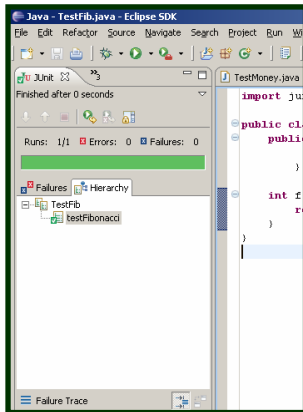 Java - TestFib.java - Eclipse SDK
File Edit Refactor Source Navigate Search Project Run
JUnit
TestMoney.java
Finished after 0 seconds
Runs: 1/1 Errors: 0 Failures: 0
Failures Hierarchy
TestFib
testFibonacci
import
public
public
}
int
}
}
Failure Trace